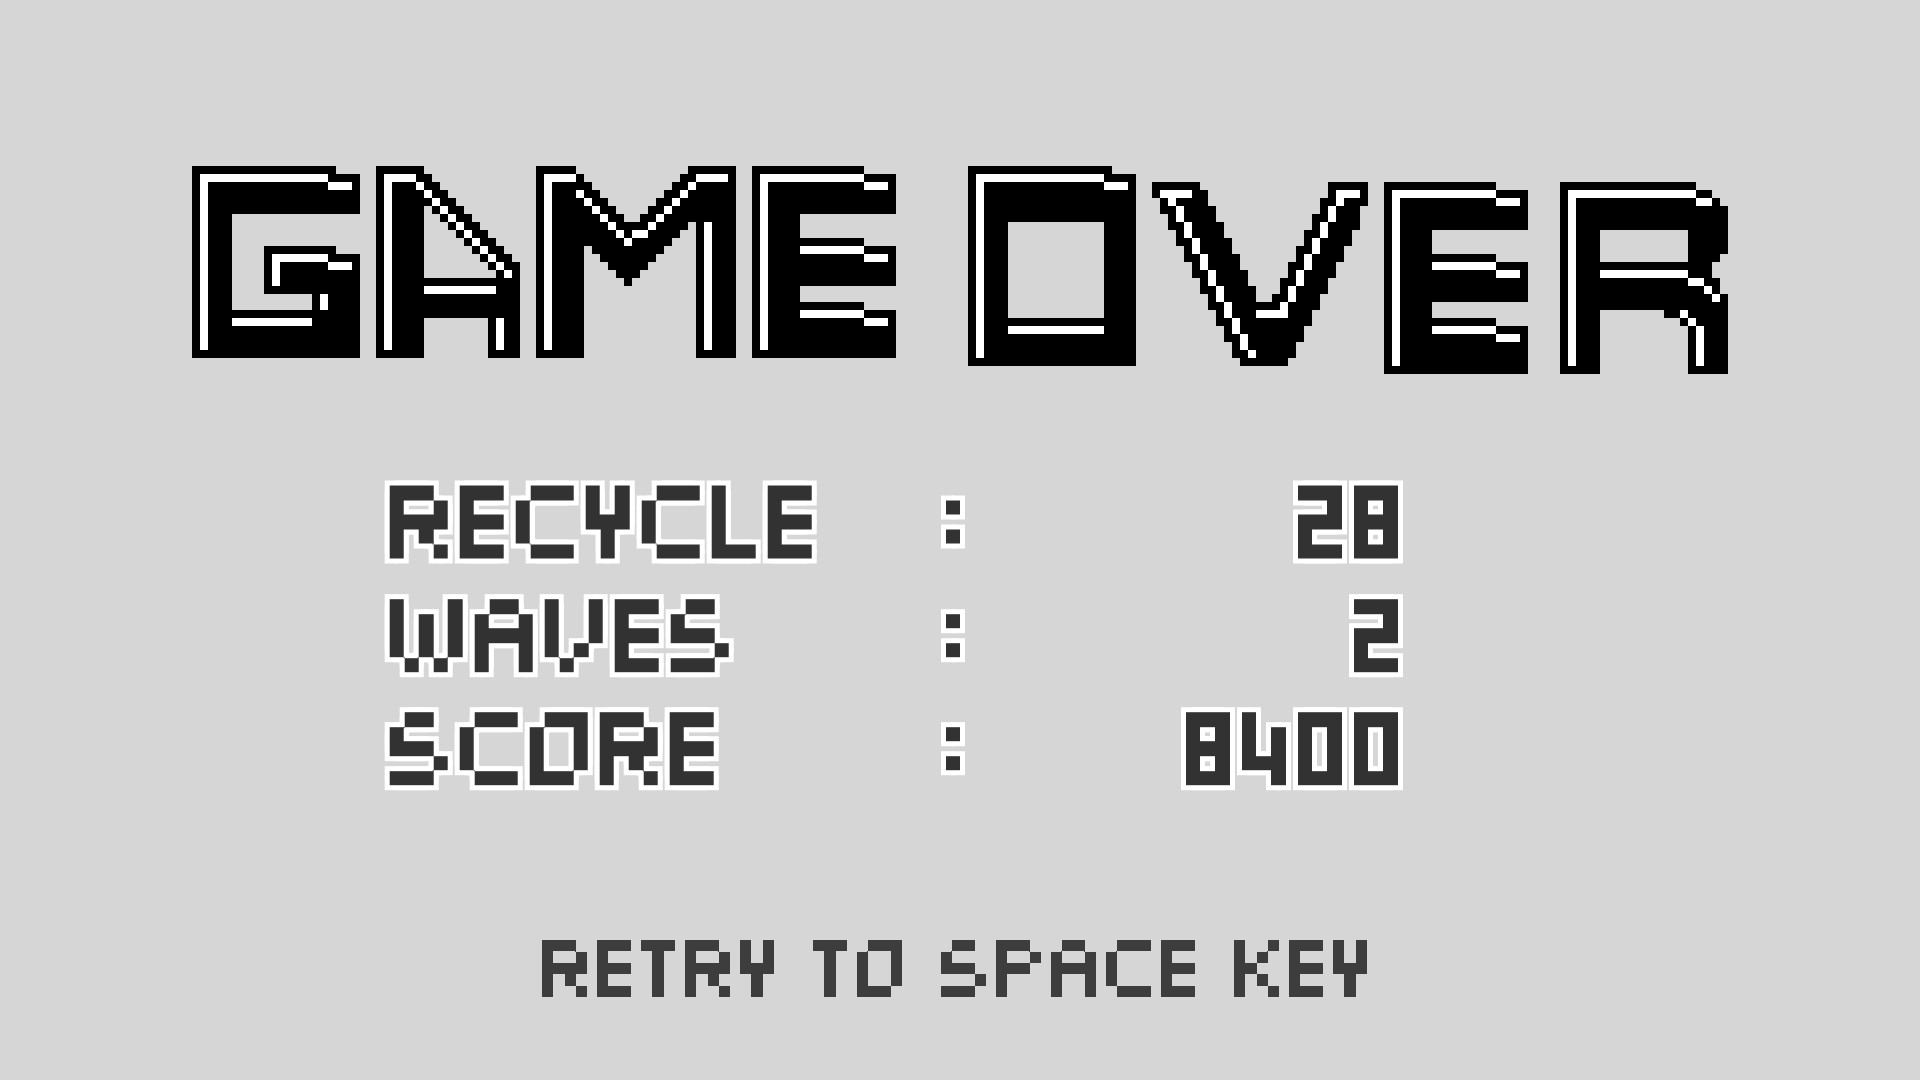 GAME OVER
RECYCLE : 28
WAVES : 2
SCORE : 8400
RETRY TO SPACE KEY